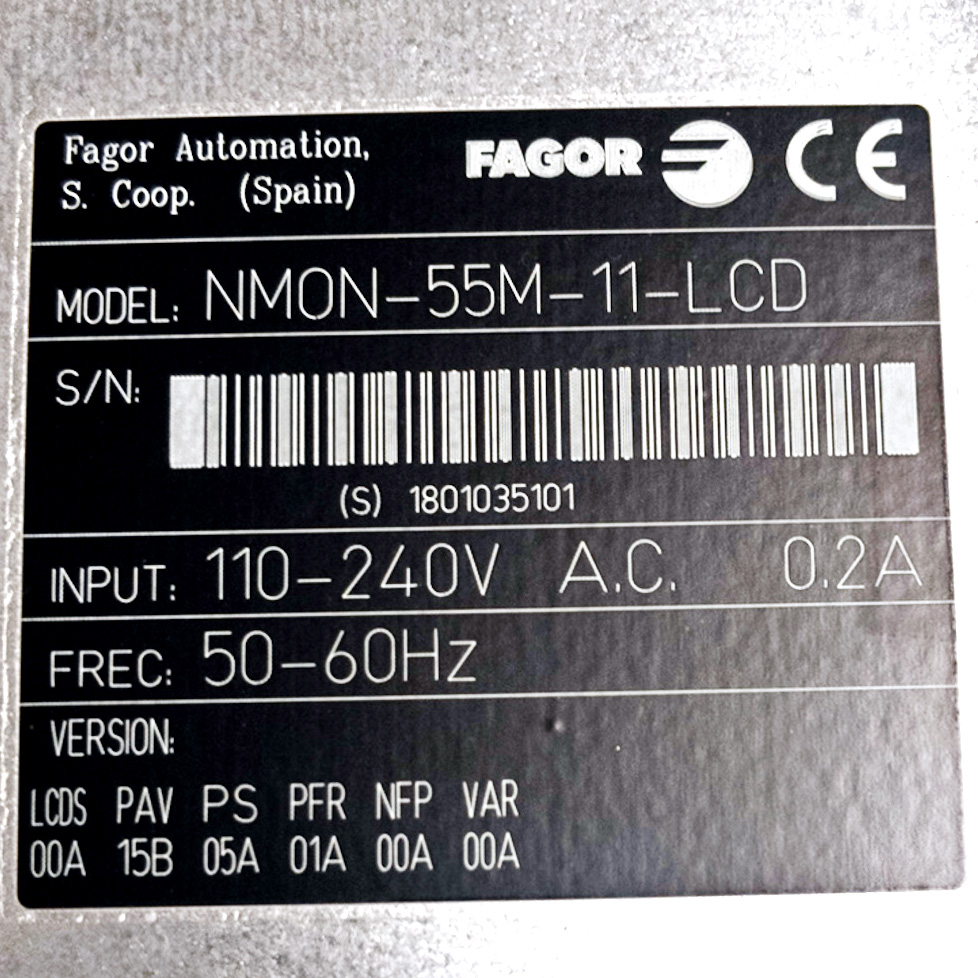 Fagor Automation,
S. Coop. (Spain)
FAGOR CE
MODEL: NMON-55M-11-LCD
S/N:
(S) 1801035101
INPUT: 110-240V A.C. 0.2A
FREC: 50-60Hz
VERSION:
LCDS PAV PS PFR NFP VAR
00A 15B 05A 01A 00A 00A